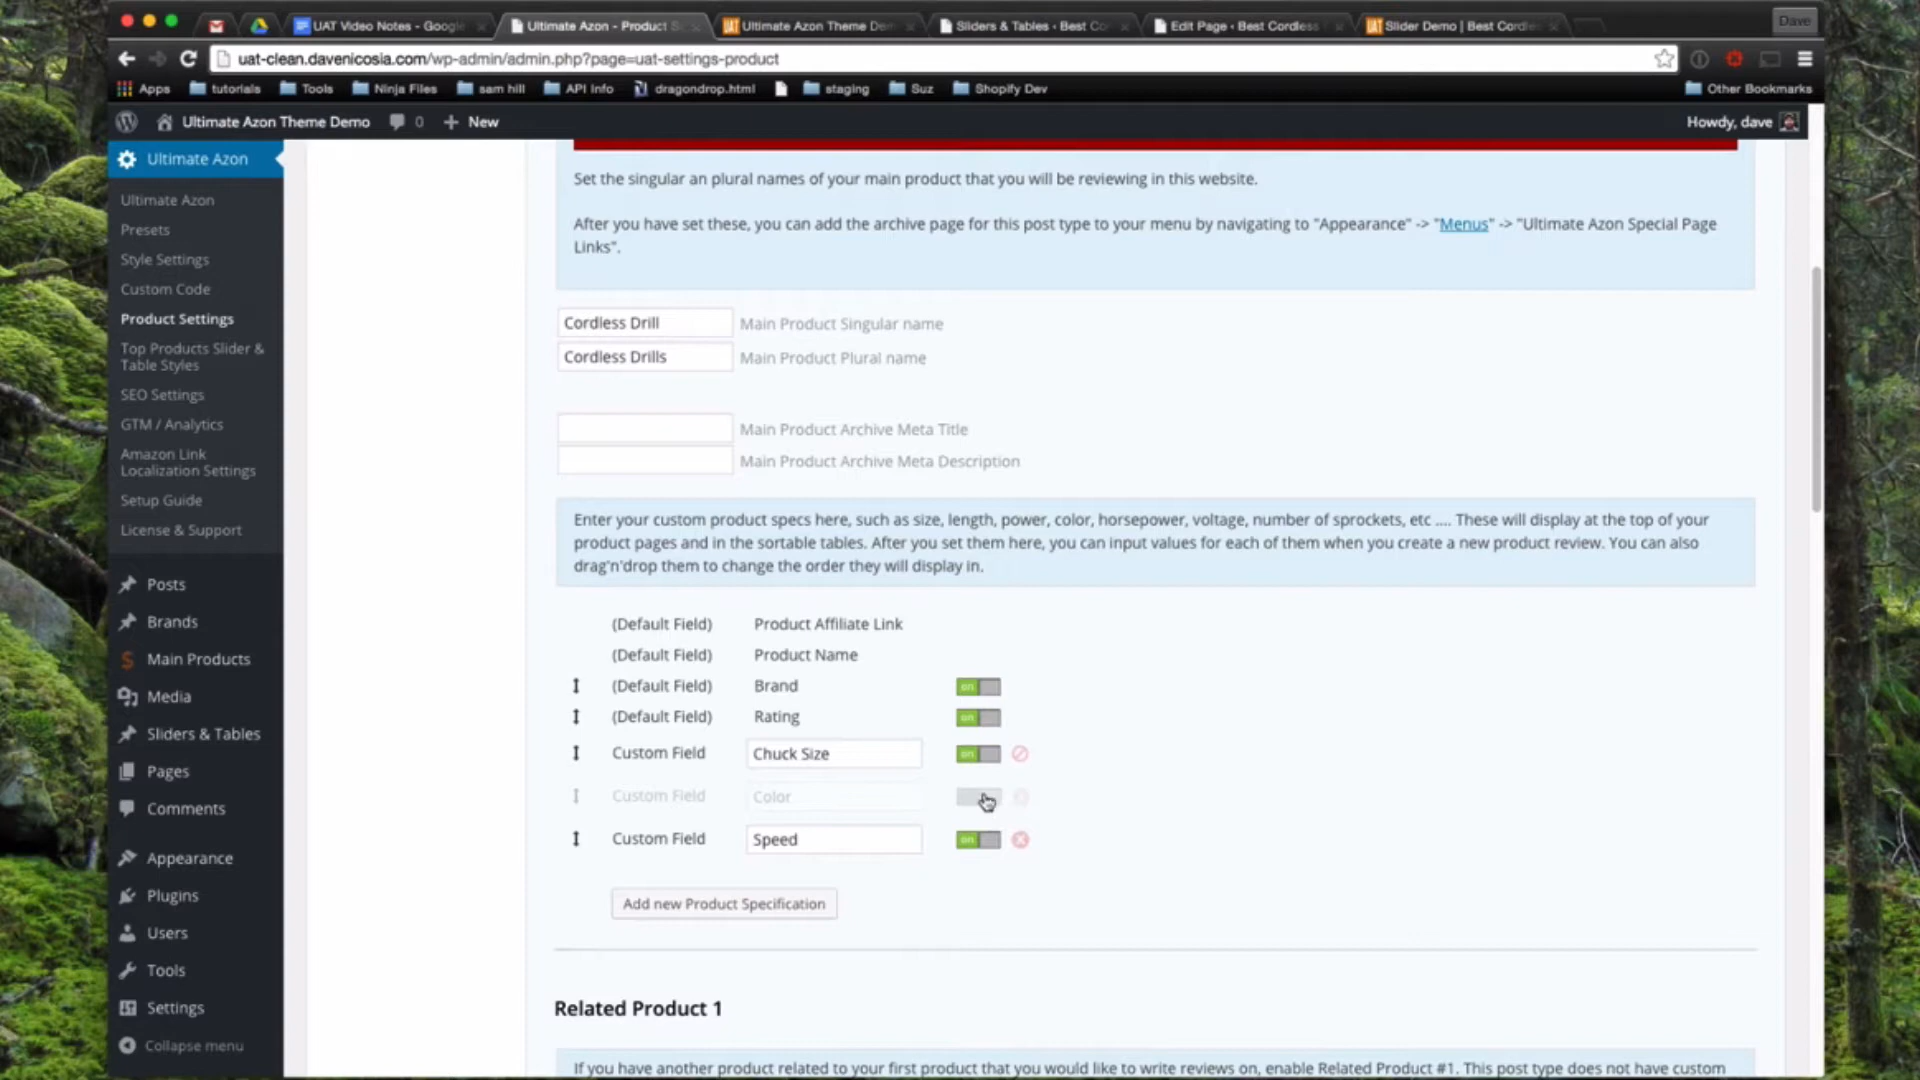 UAT Video Notes - Google
Ultimate Azon - Product S
Ultimate Azon Theme Dem
Sliders & Tables ‹ Best Co
Edit Page ‹ Best Cordless
Slider Demo | Best Cordle
Dave
uat-clean.davenicosia.com/wp-admin/admin.php?page=uat-settings-product
Apps
tutorials
Tools
Ninja Files
sam hill
API Info
dragondrop.html
staging
Suz
Shopify Dev
Other Bookmarks
Ultimate Azon Theme Demo
0
New
Howdy, dave
Ultimate Azon
Ultimate Azon
Presets
Style Settings
Custom Code
Product Settings
Top Products Slider &
Table Styles
SEO Settings
GTM / Analytics
Amazon Link
Localization Settings
Setup Guide
License & Support
Posts
Brands
Main Products
Media
Sliders & Tables
Pages
Comments
Appearance
Plugins
Users
Tools
Settings
Collapse menu
Set the singular an plural names of your main product that you will be reviewing in this website.
After you have set these, you can add the archive page for this post type to your menu by navigating to "Appearance" -> "Menus" -> "Ultimate Azon Special Page
Links".
Cordless Drill Main Product Singular name
Cordless Drills Main Product Plural name
Main Product Archive Meta Title
Main Product Archive Meta Description
Enter your custom product specs here, such as size, length, power, color, horsepower, voltage, number of sprockets, etc .... These will display at the top of your
product pages and in the sortable tables. After you set them here, you can input values for each of them when you create a new product review. You can also
drag'n'drop them to change the order they will display in.
(Default Field) Product Affiliate Link
(Default Field) Product Name
(Default Field) Brand on
(Default Field) Rating on
Custom Field Chuck Size on
Custom Field Color
Custom Field Speed on
Add new Product Specification
Related Product 1
If you have another product related to your first product that you would like to write reviews on, enable Related Product #1. This post type does not have custom